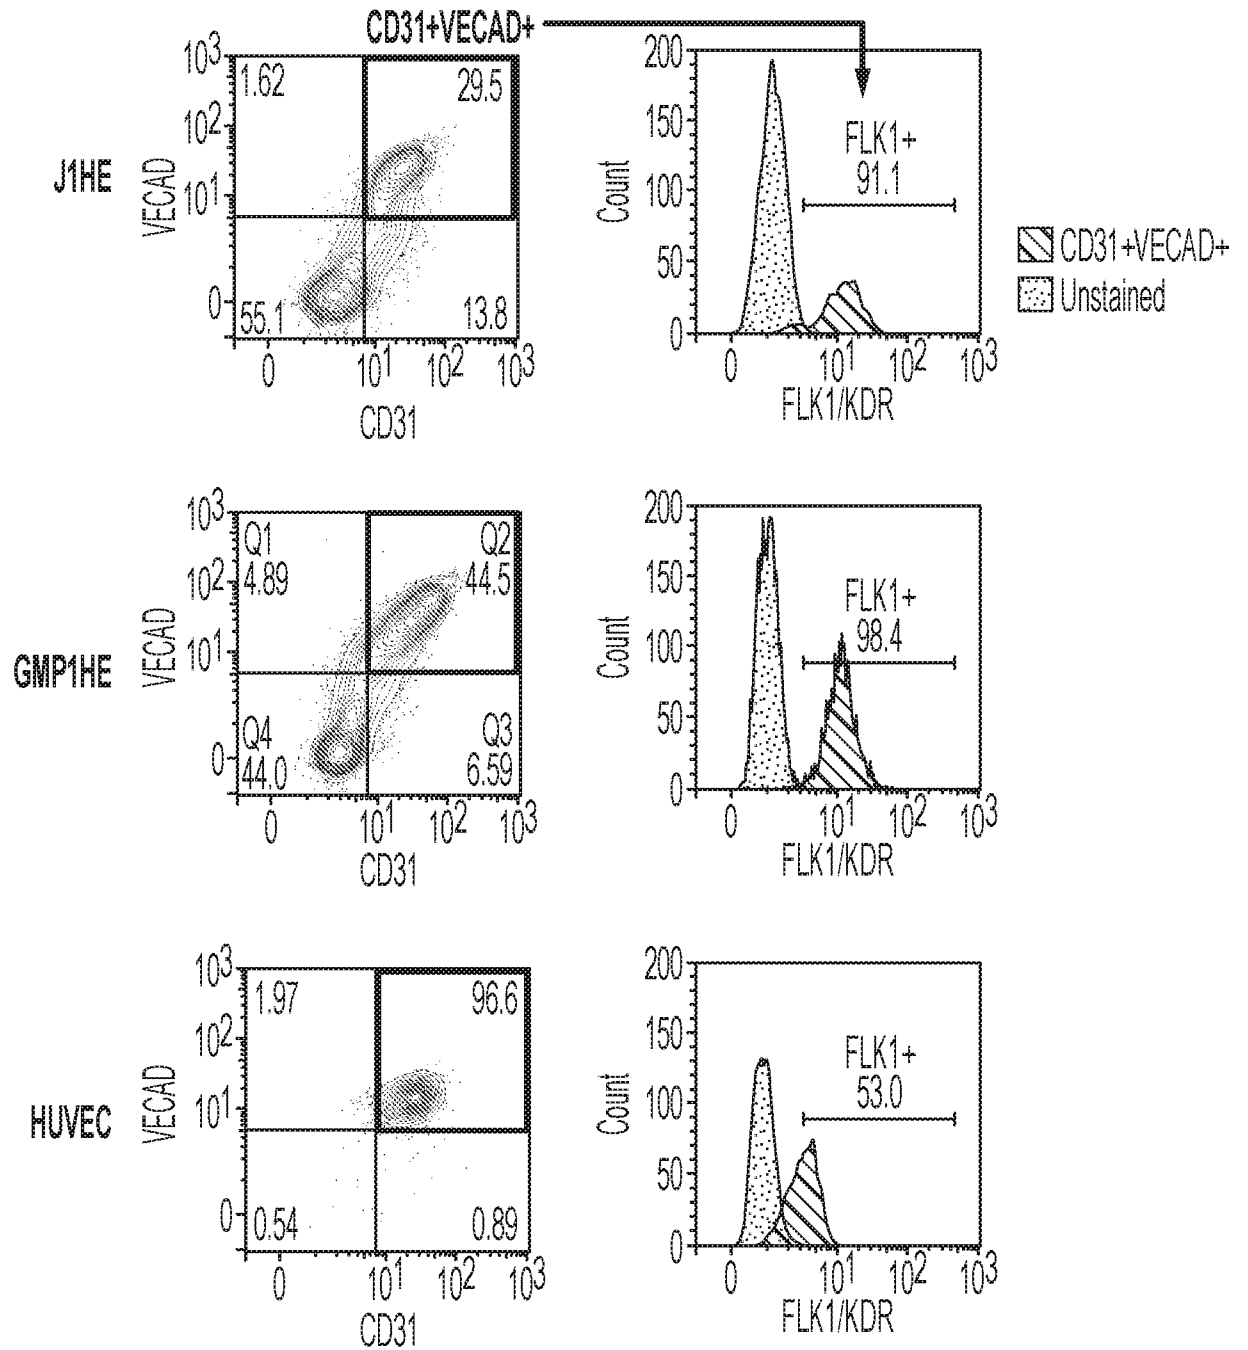 CD31+VECAD+
J1HE
VECAD
10³
10²
10¹
0
1.62
29.5
55.1
13.8
0
10¹
10²
10³
CD31
Count
200
150
100
50
0
FLK1+
91.1
0
10¹
10²
10³
FLK1/KDR
CD31+VECAD+
Unstained
GMP1HE
VECAD
10³
10²
10¹
0
Q1
4.89
Q2
44.5
Q4
44.0
Q3
6.59
0
10¹
10²
10³
CD31
Count
200
150
100
50
0
FLK1+
98.4
0
10¹
10²
10³
FLK1/KDR
HUVEC
VECAD
10³
10²
10¹
0
1.97
96.6
0.54
0.89
0
10¹
10²
10³
CD31
Count
200
150
100
50
0
FLK1+
53.0
0
10¹
10²
10³
FLK1/KDR